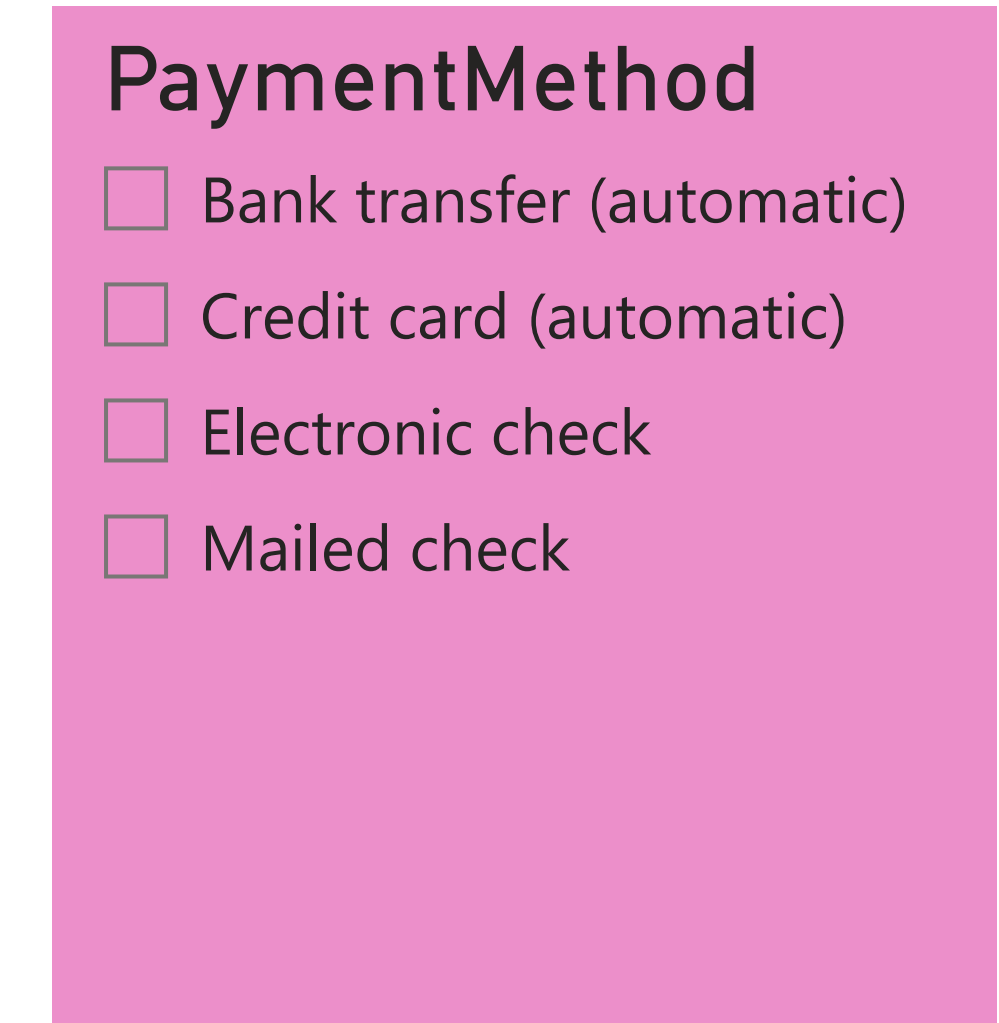 PaymentMethod
Bank transfer (automatic)
Credit card (automatic)
Electronic check
Mailed check